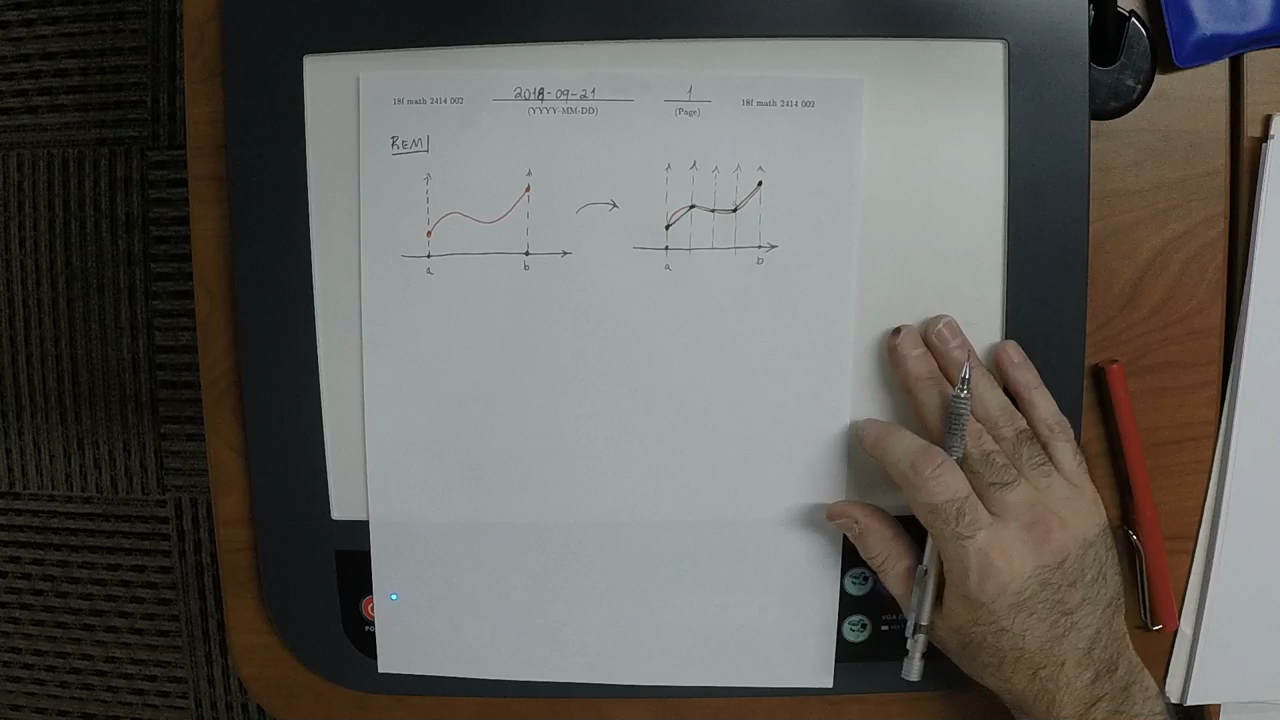 18f math 2414 002 2018-09-21 1 18f math 2414 002
(YYYY-MM-DD) (Page)
REM
a b a b